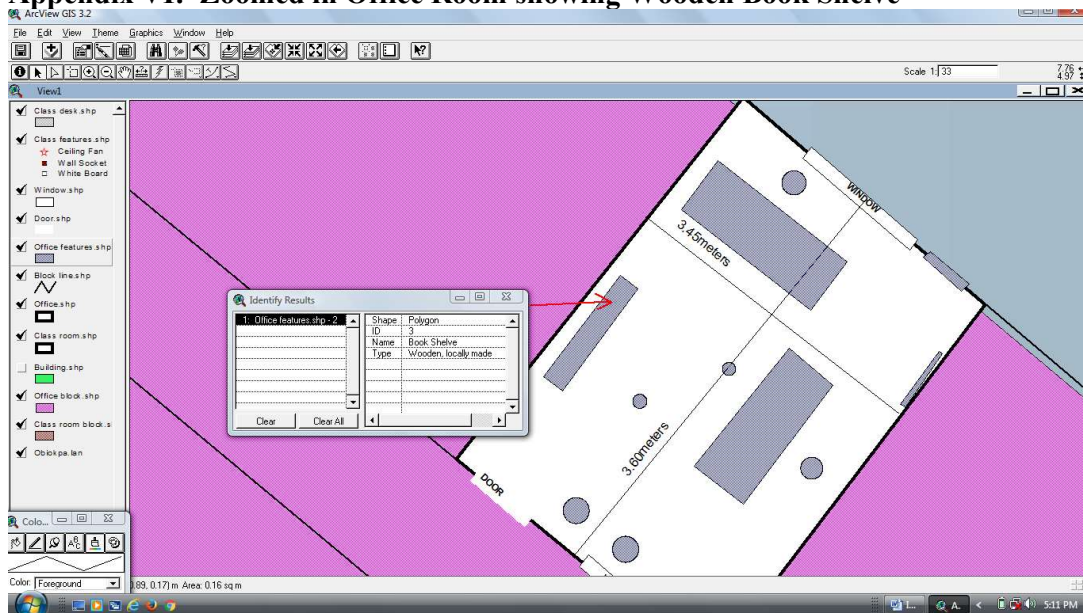 Appendix VI: Zoomed in Office Room showing Wooden Book Shelve
ArcView GIS 3.2
File Edit View Theme Graphics Window Help
Scale 1: 33
7.76
4.97
View1
Class desk.shp
Class features.shp
Ceiling Fan
Wall Socket
White Board
Window.shp
Door.shp
Office features.shp
Block line.shp
Office.shp
Class room.shp
Building.shp
Office block.shp
Class room block.s
Obiokpa.lan
WINDOW
3.45meters
3.60meters
DOOR
Identify Results
1: Office features.shp - 2
Shape Polygon
ID 3
Name Book Shelve
Type Wooden, locally made
Clear Clear All
Colo...
Color: Foreground
.89, 0.17) m Area: 0.16 sq m
L...
A.
5:11 PM